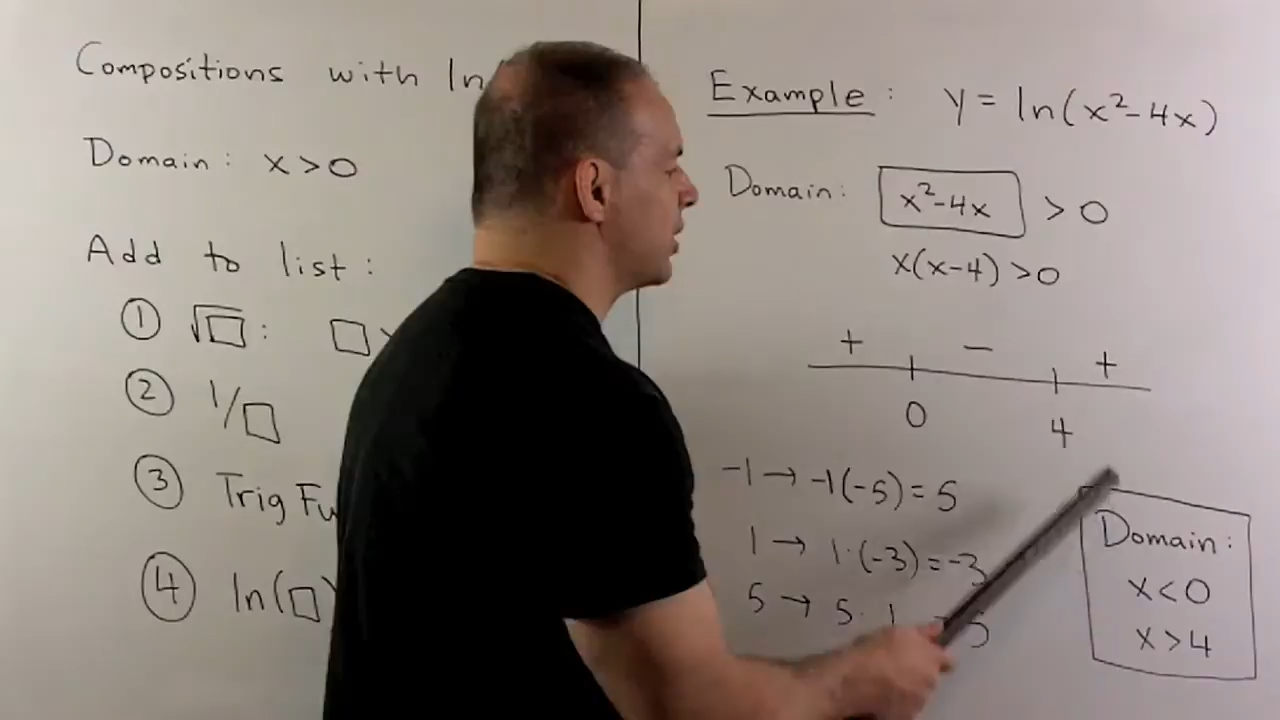 Compositions with ln
Domain: x>0
Add to list:
① √□: □
② 1/□
③ Trig Fu
④ ln(□)
Example: y = ln(x²-4x)
Domain: x²-4x > 0
x(x-4)>0
+ − +
0 4
-1 → -1(-5) = 5
1 → 1·(-3) = -3
5 → 5·1 = 5
Domain:
x<0
x>4